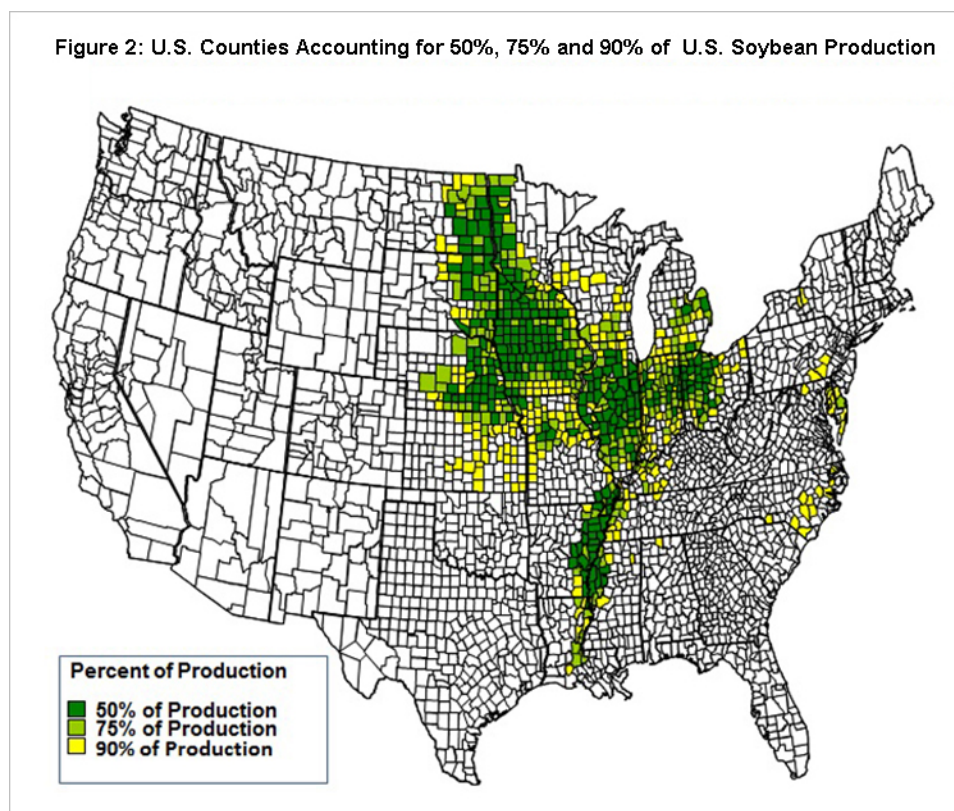 Figure 2: U.S. Counties Accounting for 50%, 75% and 90% of U.S. Soybean Production
Percent of Production
50% of Production
75% of Production
90% of Production